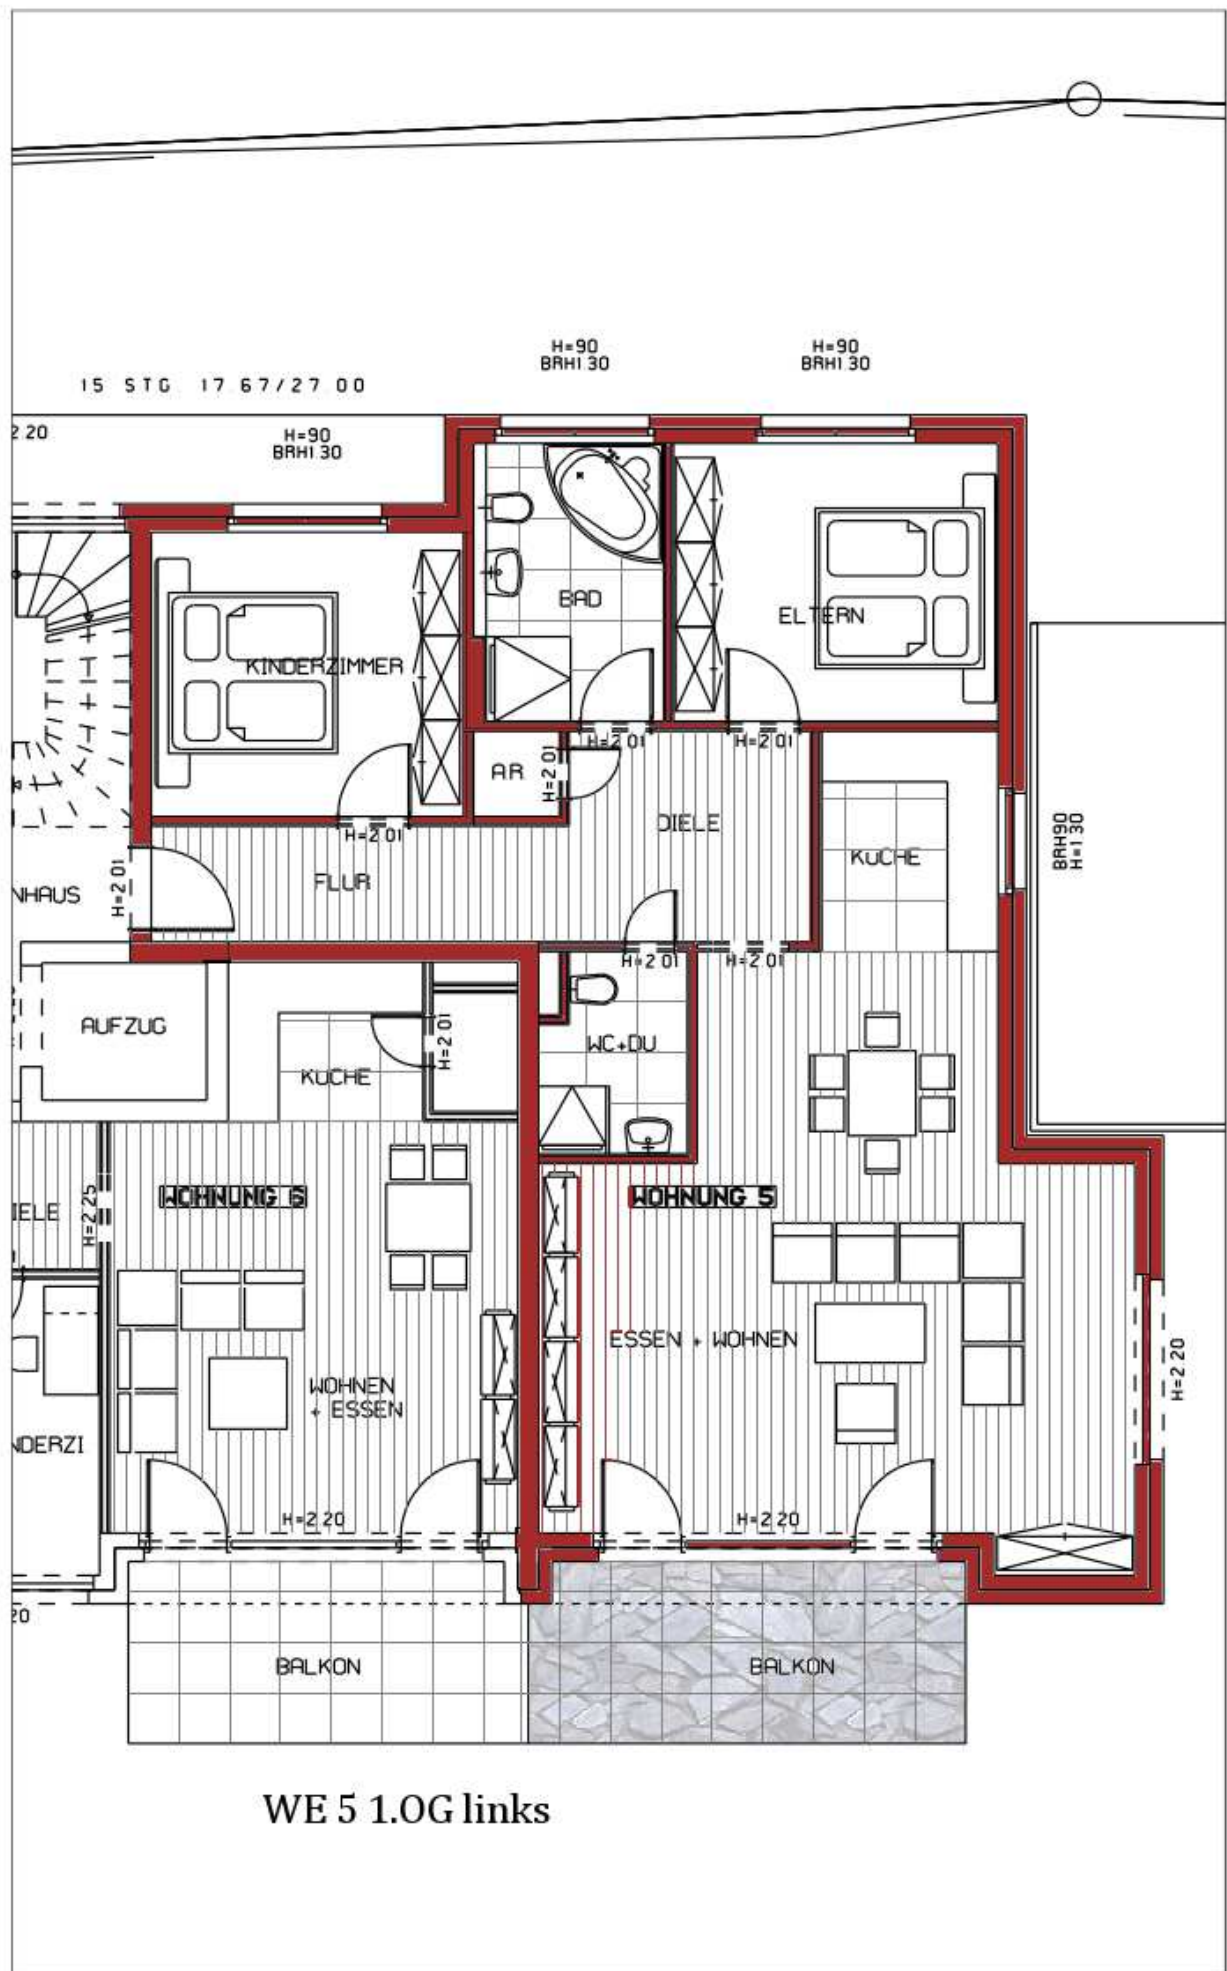 H=90
BRH1.30
H=90
BRH1.30
15 STG. 17.67/27.00
2.20
H=90
BRH1.30
BAD
ELTERN
KINDERZIMMER
H=2.01
H=2.01
H=2.01
AR
DIELE
H=2.01
KÜCHE
BRH90
H=1.30
FLUR
H=2.01
NHAUS
H=2.01
H=2.01
AUFZUG
H=2.01
WC+DU
KÜCHE
WOHNUNG 6
WOHNUNG 5
IELE
H=2.25
ESSEN + WOHNEN
H=2.20
WOHNEN
+ ESSEN
NDERZI
H=2.20
H=2.20
20
BALKON
BALKON
WE 5 1.OG links